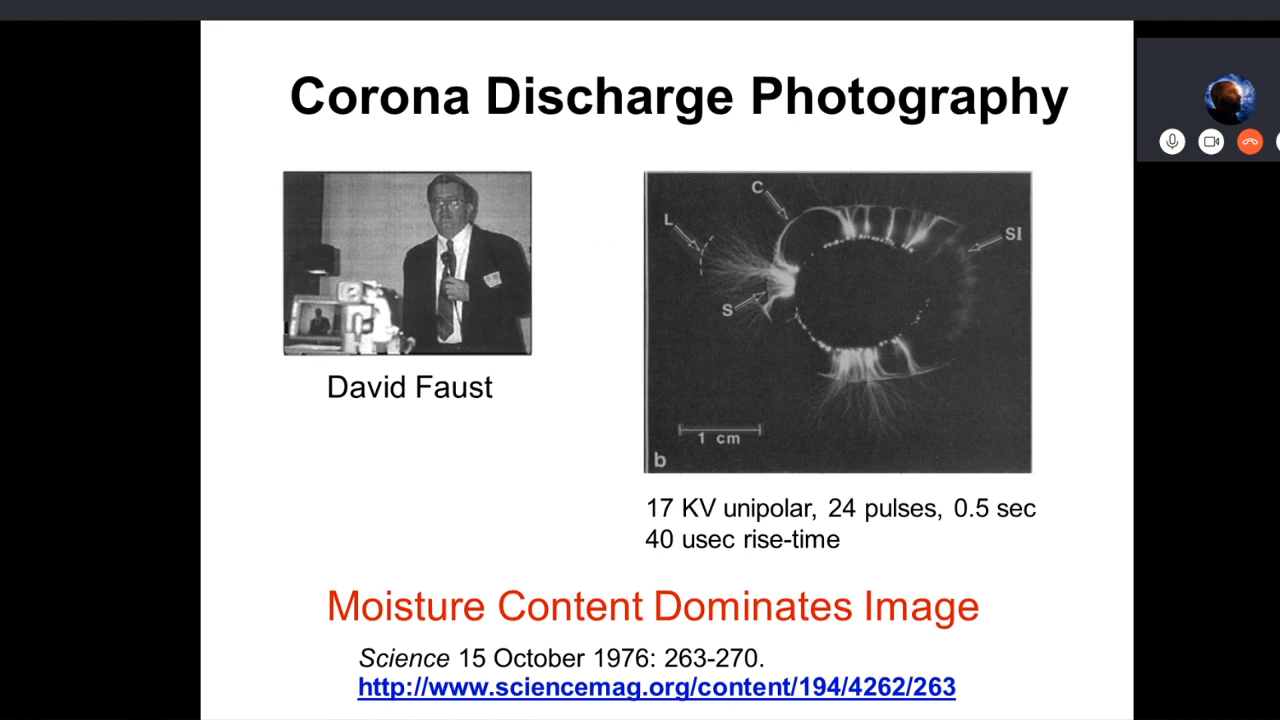 Corona Discharge Photography
C
L
SI
S
1 cm
b
David Faust
17 KV unipolar, 24 pulses, 0.5 sec
40 usec rise-time
Moisture Content Dominates Image
Science 15 October 1976: 263-270.
http://www.sciencemag.org/content/194/4262/263